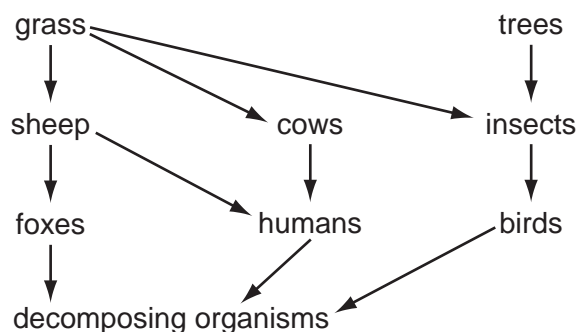 grass trees
sheep cows insects
foxes humans birds
decomposing organisms